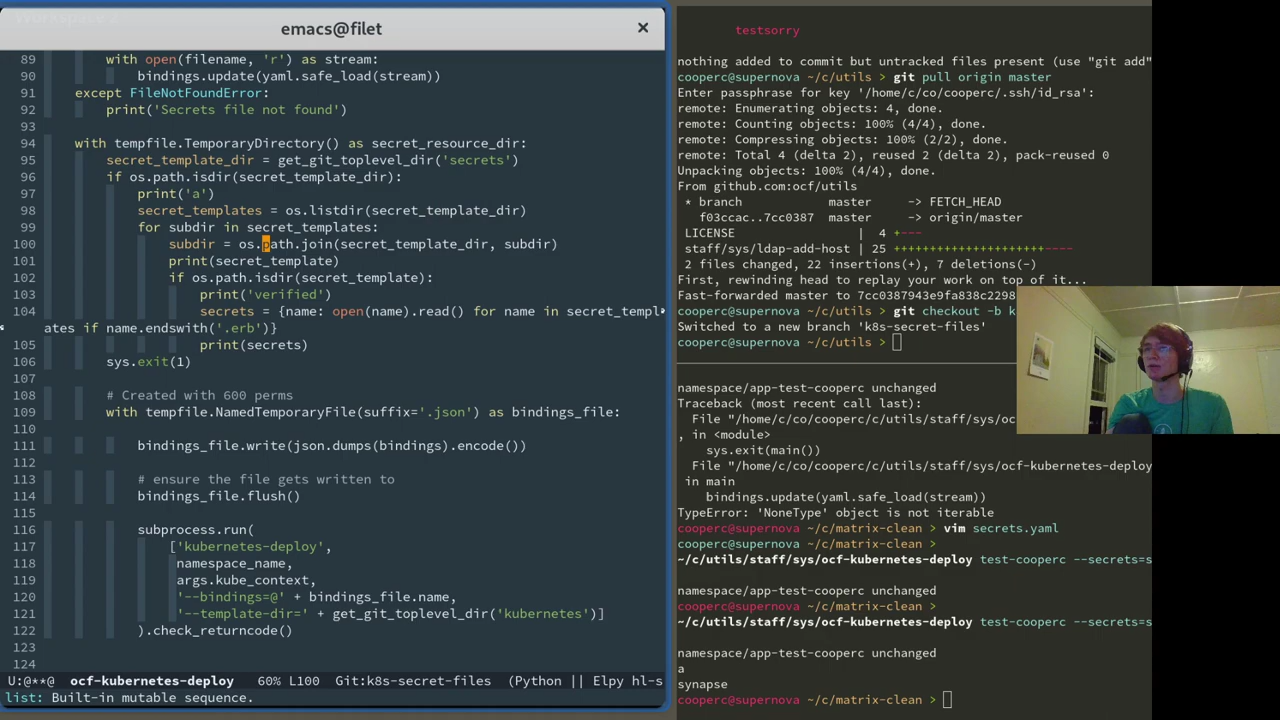 emacs@filet
89 with open(filename, 'r') as stream:
90 bindings.update(yaml.safe_load(stream))
91 except FileNotFoundError:
92 print('Secrets file not found')
93
94 with tempfile.TemporaryDirectory() as secret_resource_dir:
95 secret_template_dir = get_git_toplevel_dir('secrets')
96 if os.path.isdir(secret_template_dir):
97 print('a')
98 secret_templates = os.listdir(secret_template_dir)
99 for subdir in secret_templates:
100 subdir = os.path.join(secret_template_dir, subdir)
101 print(secret_template)
102 if os.path.isdir(secret_template):
103 print('verified')
104 secrets = {name: open(name).read() for name in secret_templ
ates if name.endswith('.erb')}
105 print(secrets)
106 sys.exit(1)
107
108 # Created with 600 perms
109 with tempfile.NamedTemporaryFile(suffix='.json') as bindings_file:
110
111 bindings_file.write(json.dumps(bindings).encode())
112
113 # ensure the file gets written to
114 bindings_file.flush()
115
116 subprocess.run(
117 ['kubernetes-deploy',
118 namespace_name,
119 args.kube_context,
120 '--bindings=@' + bindings_file.name,
121 '--template-dir=' + get_git_toplevel_dir('kubernetes')]
122 ).check_returncode()
123
124
U:@**@ ocf-kubernetes-deploy 60% L100 Git:k8s-secret-files (Python || Elpy hl-s
list: Built-in mutable sequence.
testsorry
nothing added to commit but untracked files present (use "git add"
cooperc@supernova ~/c/utils > git pull origin master
Enter passphrase for key '/home/c/co/cooperc/.ssh/id_rsa':
remote: Enumerating objects: 4, done.
remote: Counting objects: 100% (4/4), done.
remote: Compressing objects: 100% (2/2), done.
remote: Total 4 (delta 2), reused 2 (delta 2), pack-reused 0
Unpacking objects: 100% (4/4), done.
From github.com:ocf/utils
* branch master -> FETCH_HEAD
f03ccac..7cc0387 master -> origin/master
LICENSE | 4 +---
staff/sys/ldap-add-host | 25 +++++++++++++++++++++----
2 files changed, 22 insertions(+), 7 deletions(-)
First, rewinding head to replay your work on top of it...
Fast-forwarded master to 7cc0387943e9fa838c2298
cooperc@supernova ~/c/utils > git checkout -b k
Switched to a new branch 'k8s-secret-files'
cooperc@supernova ~/c/utils >
namespace/app-test-cooperc unchanged
Traceback (most recent call last):
File "/home/c/co/cooperc/c/utils/staff/sys/ocf
, in <module>
sys.exit(main())
File "/home/c/co/cooperc/c/utils/staff/sys/ocf-kubernetes-deploy
in main
bindings.update(yaml.safe_load(stream))
TypeError: 'NoneType' object is not iterable
cooperc@supernova ~/c/matrix-clean > vim secrets.yaml
cooperc@supernova ~/c/matrix-clean >
~/c/utils/staff/sys/ocf-kubernetes-deploy test-cooperc --secrets=s
namespace/app-test-cooperc unchanged
cooperc@supernova ~/c/matrix-clean >
~/c/utils/staff/sys/ocf-kubernetes-deploy test-cooperc --secrets=s
namespace/app-test-cooperc unchanged
a
synapse
cooperc@supernova ~/c/matrix-clean >